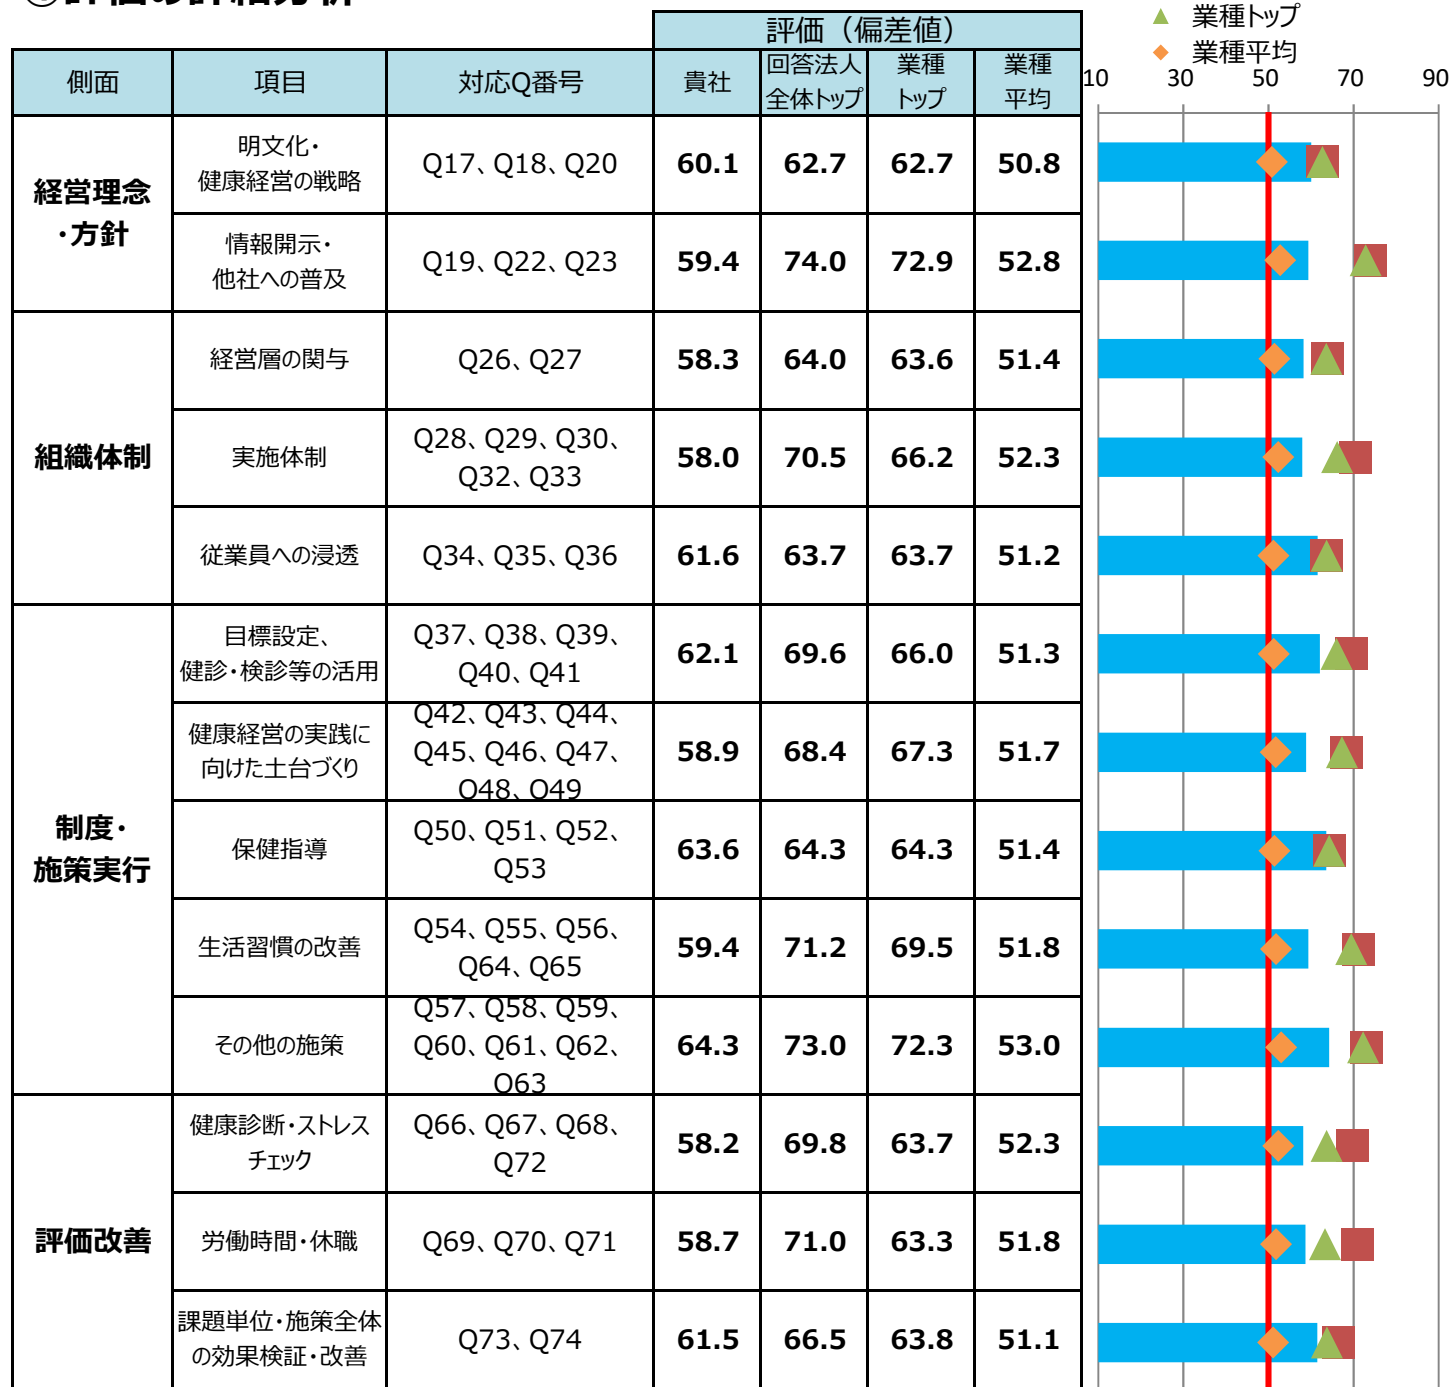 評価の詳細分析
▲ 業種トップ
◆ 業種平均
評価（偏差値）
側面 項目 対応Q番号 貴社 回答法人 業種 業種
全体トップ トップ 平均
10 30 50 70 90
経営理念
・方針
明文化・
健康経営の戦略
Q17、Q18、Q20 60.1 62.7 62.7 50.8
情報開示・
他社への普及
Q19、Q22、Q23 59.4 74.0 72.9 52.8
組織体制
経営層の関与 Q26、Q27 58.3 64.0 63.6 51.4
実施体制
Q28、Q29、Q30、
Q32、Q33
58.0 70.5 66.2 52.3
従業員への浸透 Q34、Q35、Q36 61.6 63.7 63.7 51.2
制度・
施策実行
目標設定、
健診・検診等の活用
Q37、Q38、Q39、
Q40、Q41
62.1 69.6 66.0 51.3
健康経営の実践に
向けた土台づくり
Q42、Q43、Q44、
Q45、Q46、Q47、
Q48、Q49
58.9 68.4 67.3 51.7
保健指導
Q50、Q51、Q52、
Q53
63.6 64.3 64.3 51.4
生活習慣の改善
Q54、Q55、Q56、
Q64、Q65
59.4 71.2 69.5 51.8
その他の施策
Q57、Q58、Q59、
Q60、Q61、Q62、
Q63
64.3 73.0 72.3 53.0
評価改善
健康診断・ストレス
チェック
Q66、Q67、Q68、
Q72
58.2 69.8 63.7 52.3
労働時間・休職 Q69、Q70、Q71 58.7 71.0 63.3 51.8
課題単位・施策全体
の効果検証・改善
Q73、Q74 61.5 66.5 63.8 51.1